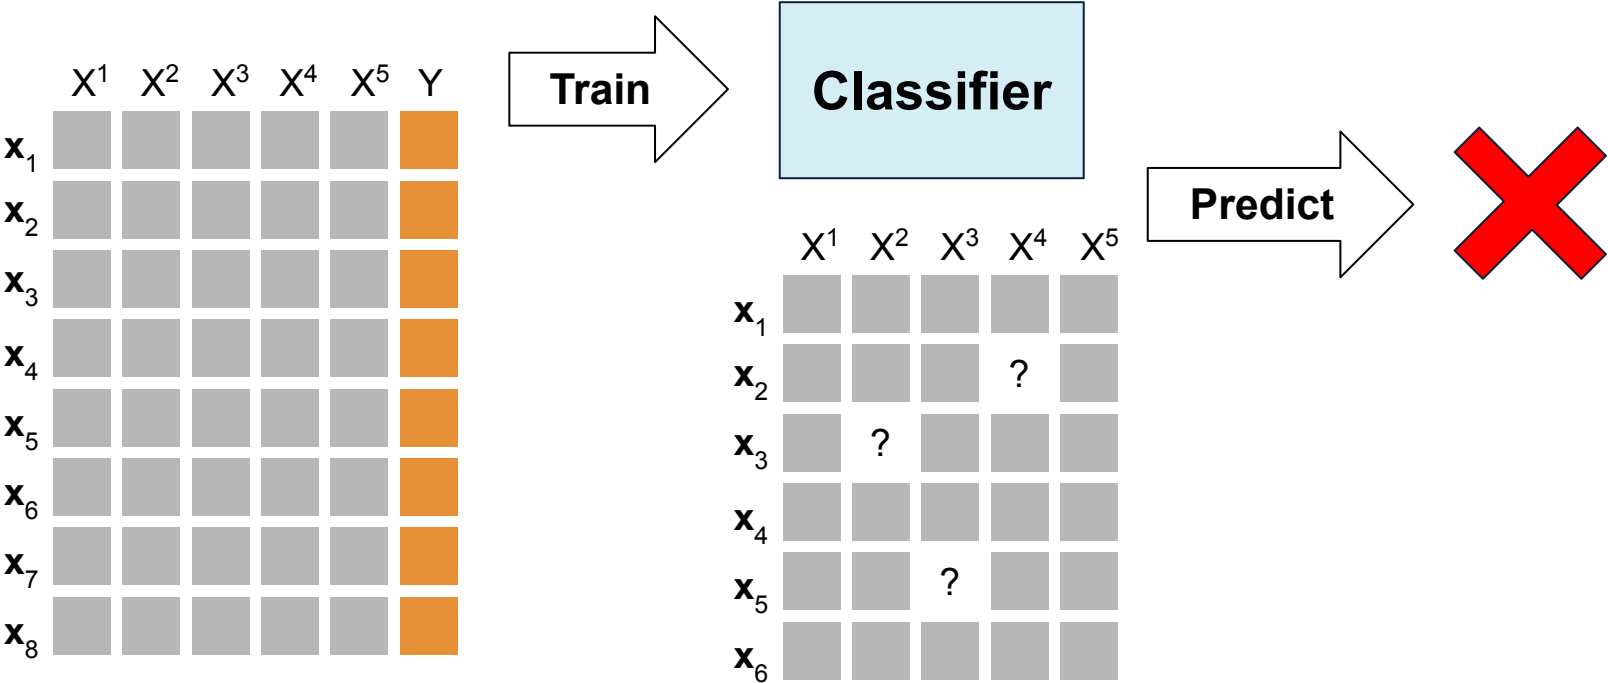 X¹ X² X³ X⁴ X⁵ Y
x₁
x₂
x₃
x₄
x₅
x₆
x₇
x₈
Train
Classifier
X¹ X² X³ X⁴ X⁵
x₁
x₂ ?
x₃ ?
x₄
x₅ ?
x₆
Predict